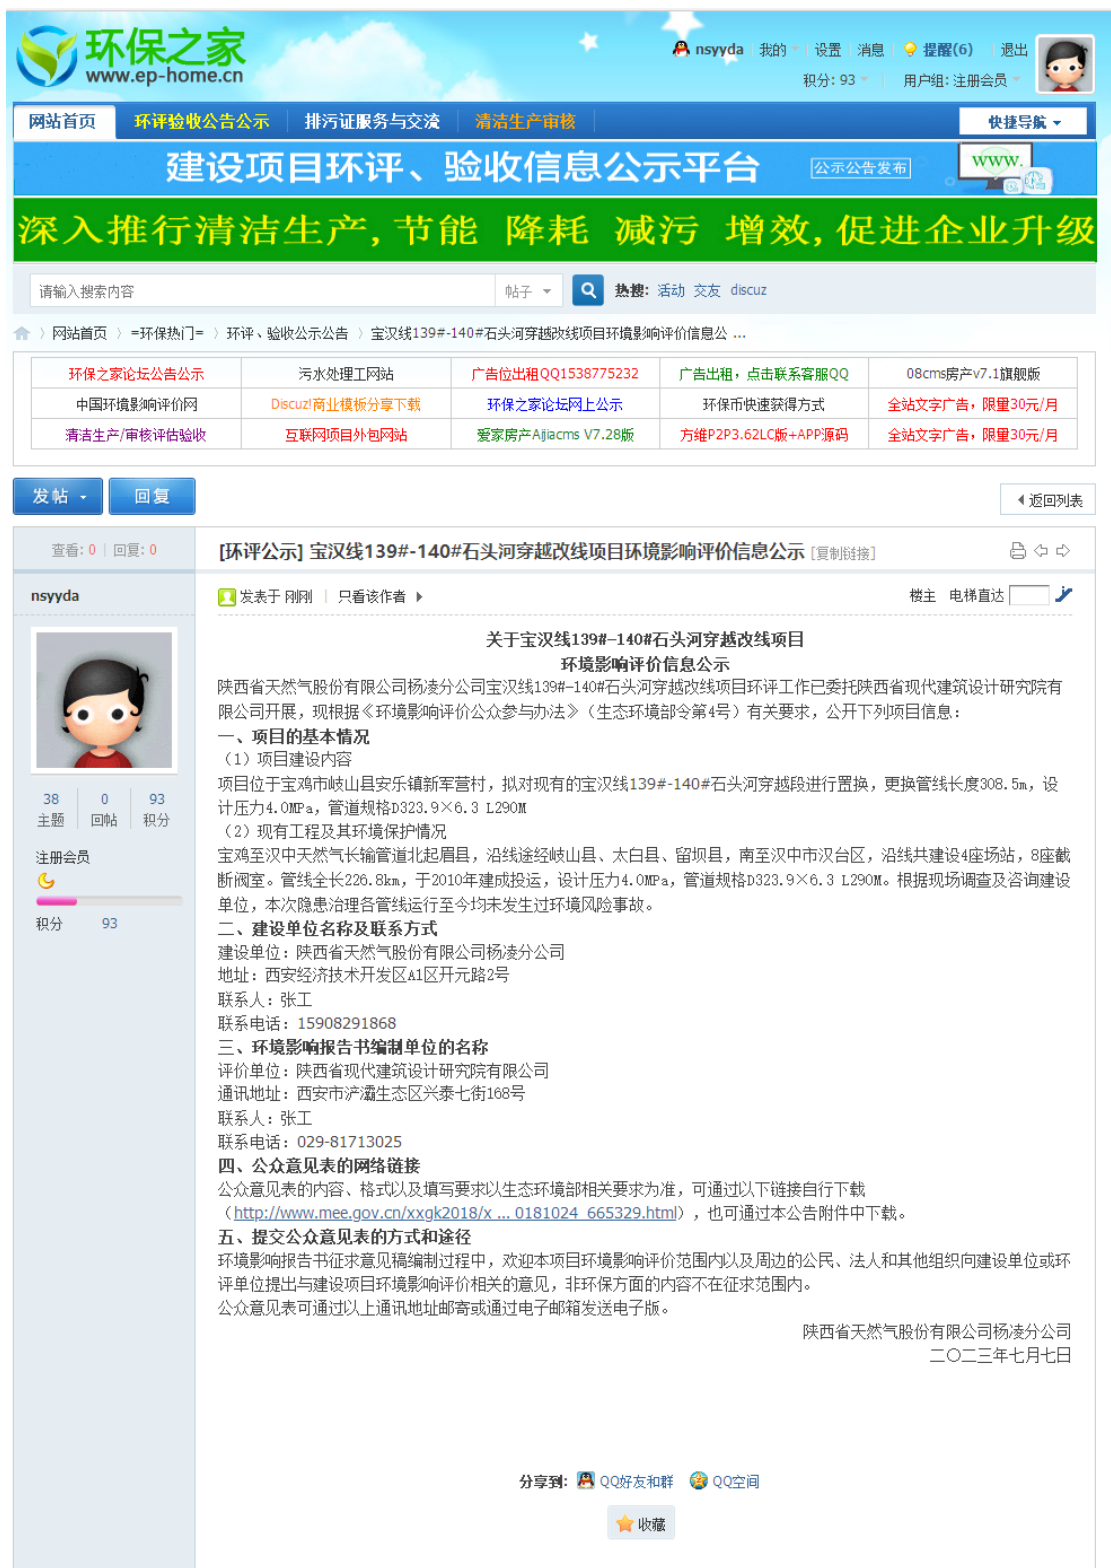 环保之家
www.ep-home.cn
nsyyda 我的 设置 消息 提醒(6) 退出
积分: 93 用户组: 注册会员
网站首页 环评验收公告公示 排污证服务与交流 清洁生产审核 快捷导航
建设项目环评、验收信息公示平台 公示公告发布 WWW.
深入推行清洁生产,节能 降耗 减污 增效,促进企业升级
请输入搜索内容 帖子 热搜: 活动 交友 discuz
网站首页 〉 =环保热门= 〉 环评、验收公示公告 〉 宝汉线139#-140#石头河穿越改线项目环境影响评价信息公 ...
环保之家论坛公告公示 污水处理工网站 广告位出租QQ1538775232 广告出租，点击联系客服QQ 08cms房产v7.1旗舰版
中国环境影响评价网 Discuz!商业模板分享下载 环保之家论坛网上公示 环保币快速获得方式 全站文字广告，限量30元/月
清洁生产/审核评估验收 互联网项目外包网站 爱家房产Aijiacms V7.28版 方维P2P3.62LC版+APP源码 全站文字广告，限量30元/月
发帖 回复 返回列表
查看: 0 | 回复: 0 [环评公示] 宝汉线139#-140#石头河穿越改线项目环境影响评价信息公示 [复制链接]
nsyyda 发表于 刚刚 | 只看该作者 楼主 电梯直达
关于宝汉线139#-140#石头河穿越改线项目
环境影响评价信息公示
陕西省天然气股份有限公司杨凌分公司宝汉线139#-140#石头河穿越改线项目环评工作已委托陕西省现代建筑设计研究院有
限公司开展，现根据《环境影响评价公众参与办法》（生态环境部令第4号）有关要求，公开下列项目信息：
一、项目的基本情况
（1）项目建设内容
项目位于宝鸡市岐山县安乐镇新军营村，拟对现有的宝汉线139#-140#石头河穿越段进行置换，更换管线长度308.5m，设
计压力4.0MPa，管道规格D323.9×6.3 L290M
（2）现有工程及其环境保护情况
宝鸡至汉中天然气长输管道北起眉县，沿线途经岐山县、太白县、留坝县，南至汉中市汉台区，沿线共建设4座场站，8座截
断阀室。管线全长226.8km，于2010年建成投运，设计压力4.0MPa，管道规格D323.9×6.3 L290M。根据现场调查及咨询建设
单位，本次隐患治理各管线运行至今均未发生过环境风险事故。
二、建设单位名称及联系方式
建设单位：陕西省天然气股份有限公司杨凌分公司
地址：西安经济技术开发区A1区开元路2号
联系人：张工
联系电话：15908291868
三、环境影响报告书编制单位的名称
评价单位：陕西省现代建筑设计研究院有限公司
通讯地址：西安市浐灞生态区兴泰七街168号
联系人：张工
联系电话：029-81713025
四、公众意见表的网络链接
公众意见表的内容、格式以及填写要求以生态环境部相关要求为准，可通过以下链接自行下载
（http://www.mee.gov.cn/xxgk2018/x ... 0181024_665329.html），也可通过本公告附件中下载。
五、提交公众意见表的方式和途径
环境影响报告书征求意见稿编制过程中，欢迎本项目环境影响评价范围内以及周边的公民、法人和其他组织向建设单位或环
评单位提出与建设项目环境影响评价相关的意见，非环保方面的内容不在征求范围内。
公众意见表可通过以上通讯地址邮寄或通过电子邮箱发送电子版。
陕西省天然气股份有限公司杨凌分公司
二〇二三年七月七日
38 0 93
主题 回帖 积分
注册会员
积分 93
分享到: QQ好友和群 QQ空间
收藏